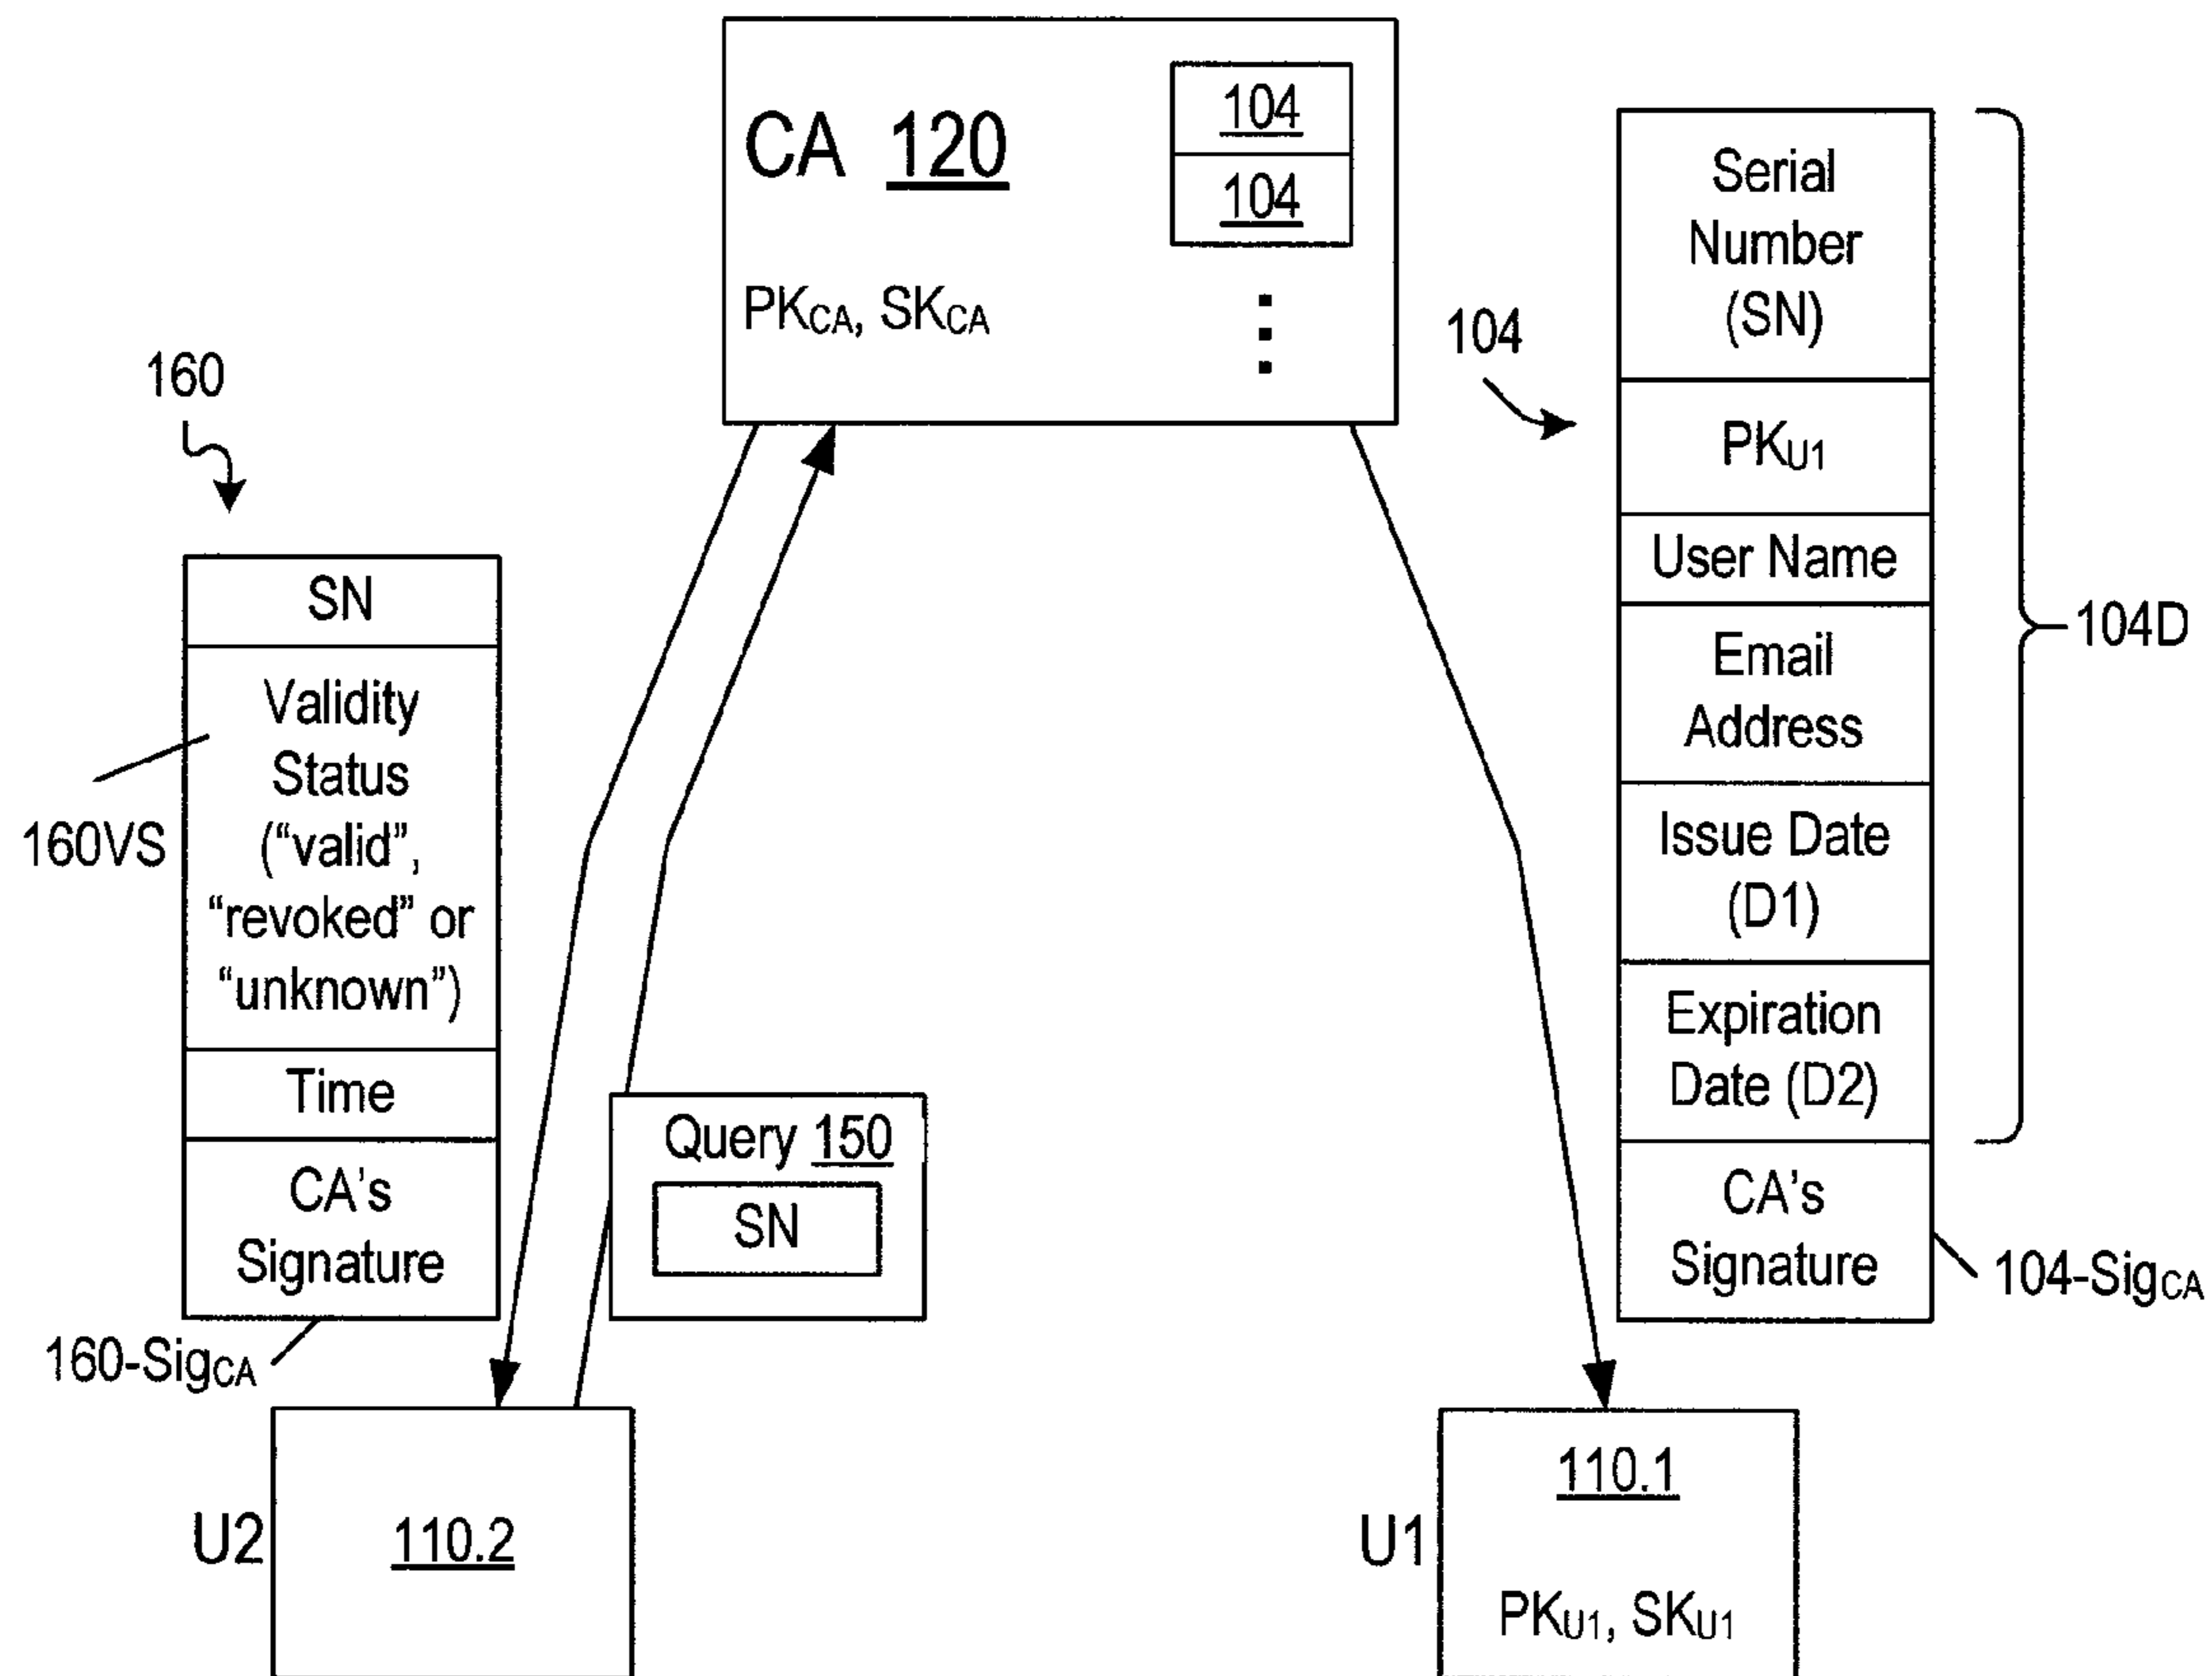 CA 120
104
104
PKCA, SKCA
160
SN
Validity
Status
(“valid”,
“revoked” or
“unknown”)
Time
CA’s
Signature
160VS
160-SigCA
Query 150
SN
104
Serial
Number
(SN)
PKU1
User Name
Email
Address
Issue Date
(D1)
Expiration
Date (D2)
CA’s
Signature
104D
104-SigCA
U2
110.2
U1
110.1
PKU1, SKU1